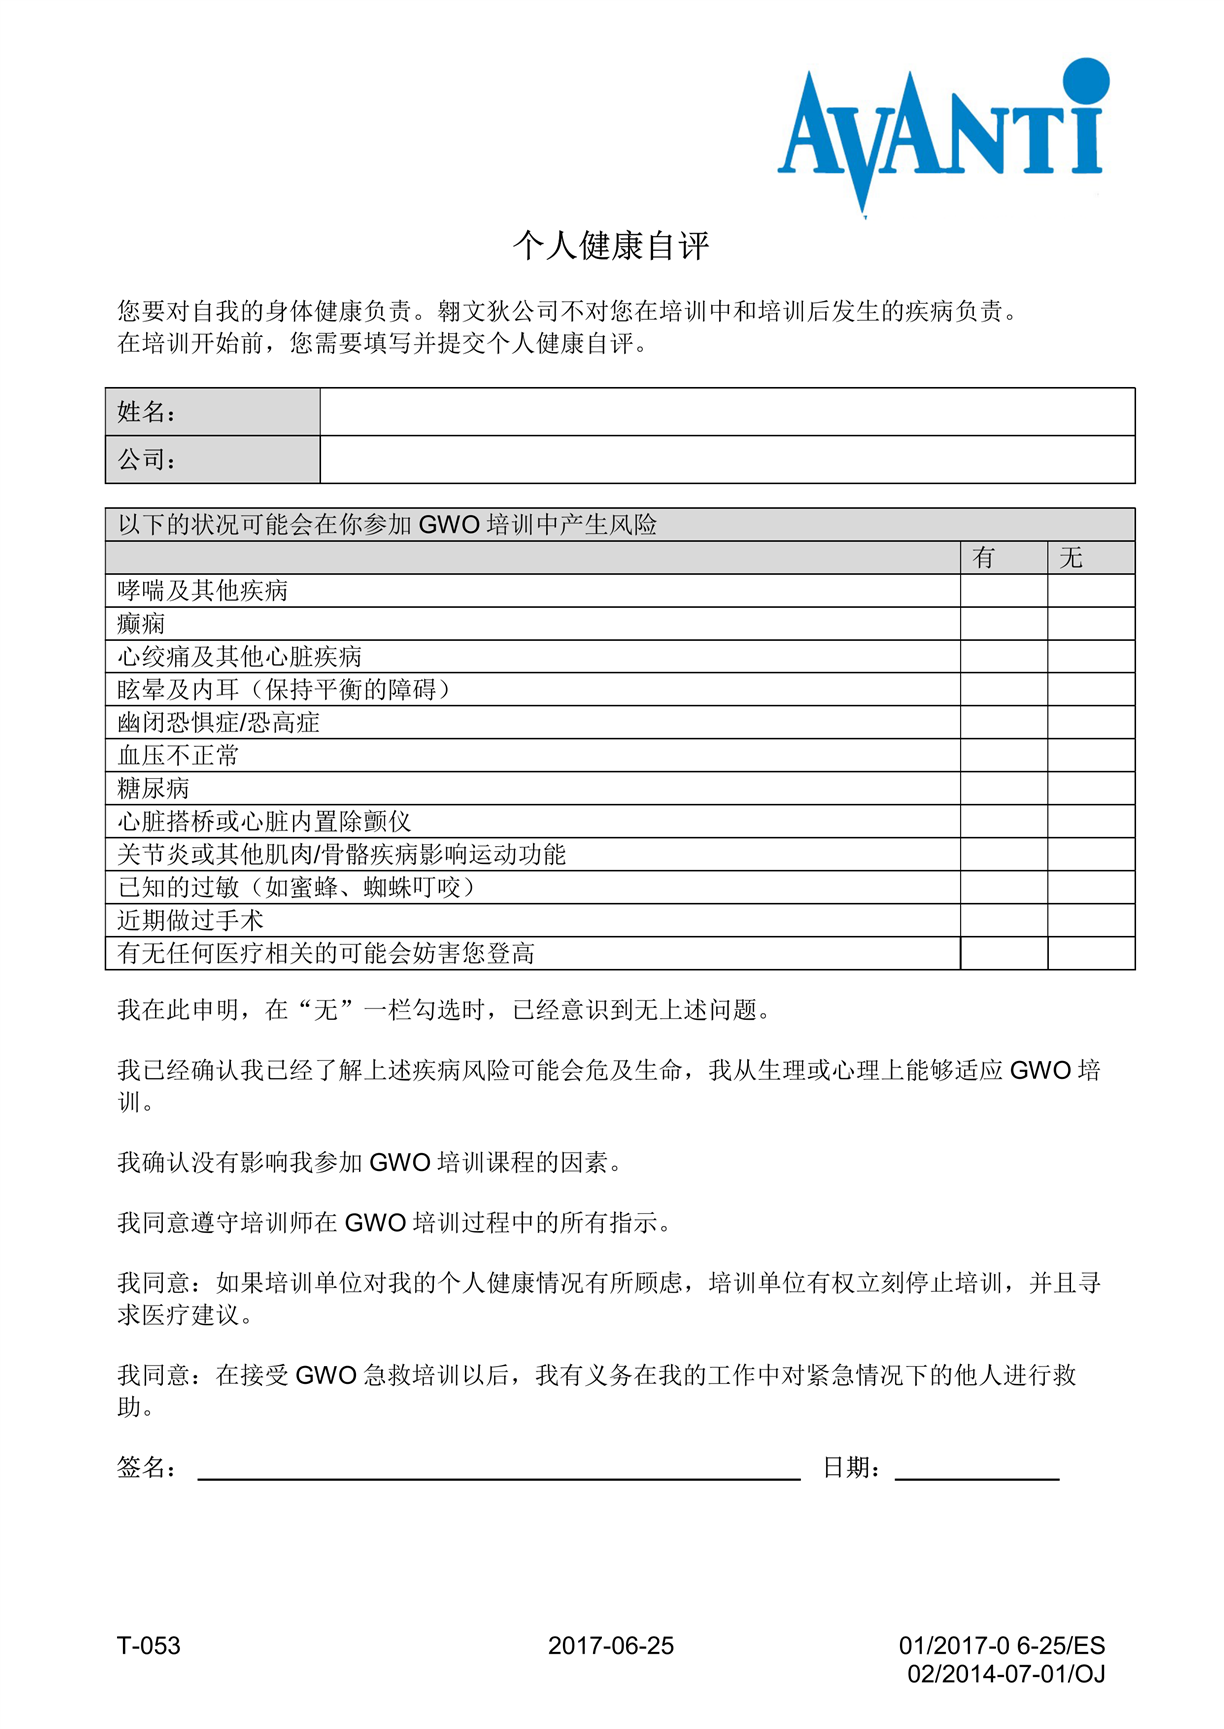 AVANTi
个人健康自评
您要对自我的身体健康负责。翱文狄公司不对您在培训中和培训后发生的疾病负责。
在培训开始前，您需要填写并提交个人健康自评。
姓名：
公司：
以下的状况可能会在你参加 GWO 培训中产生风险
有 无
哮喘及其他疾病
癫痫
心绞痛及其他心脏疾病
眩晕及内耳（保持平衡的障碍）
幽闭恐惧症/恐高症
血压不正常
糖尿病
心脏搭桥或心脏内置除颤仪
关节炎或其他肌肉/骨骼疾病影响运动功能
已知的过敏（如蜜蜂、蜘蛛叮咬）
近期做过手术
有无任何医疗相关的可能会妨害您登高
我在此申明，在“无”一栏勾选时，已经意识到无上述问题。
我已经确认我已经了解上述疾病风险可能会危及生命，我从生理或心理上能够适应 GWO 培
训。
我确认没有影响我参加 GWO 培训课程的因素。
我同意遵守培训师在 GWO 培训过程中的所有指示。
我同意：如果培训单位对我的个人健康情况有所顾虑，培训单位有权立刻停止培训，并且寻
求医疗建议。
我同意：在接受 GWO 急救培训以后，我有义务在我的工作中对紧急情况下的他人进行救
助。
签名： 日期：
T-053 2017-06-25 01/2017-0 6-25/ES
02/2014-07-01/OJ